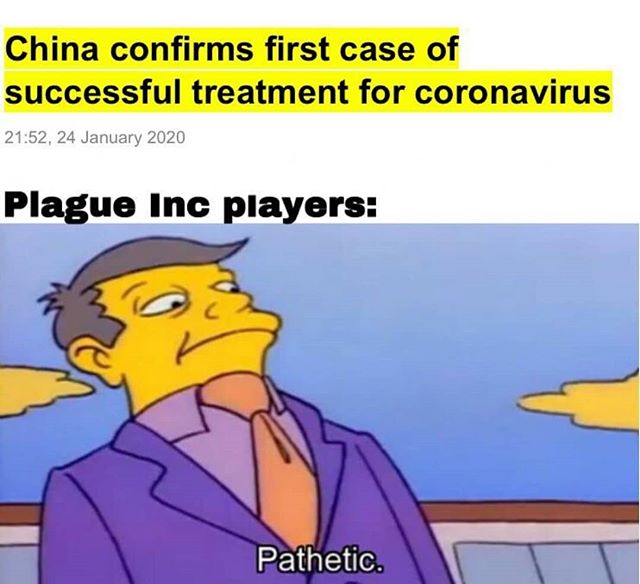 China confirms first case of
successful treatment for coronavirus
21:52, 24 January 2020
Plague Inc players:
Pathetic.